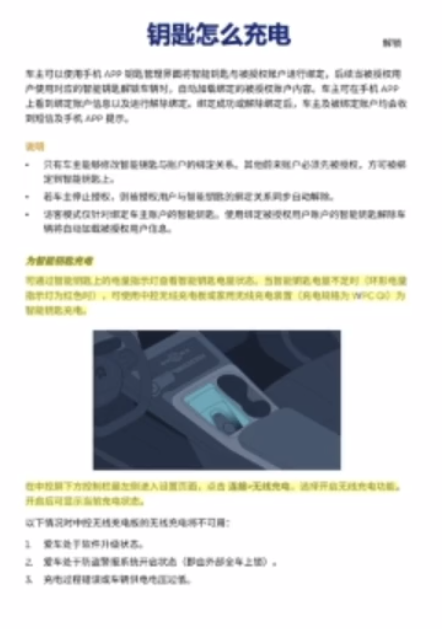 钥匙怎么充电
解锁
车主可以使用手机 APP 钥匙管理界面将智能钥匙与被授权账户进行绑定，后续当被授权用
户使用对应的智能钥匙解锁车辆时，自动加载绑定的被授权账户内容。车主可在手机 APP
上看到绑定账户信息以及进行解除绑定。绑定成功或解除绑定后，车主及被绑定账户均会收
到短信及手机 APP 提示。
说明
• 只有车主能够修改智能钥匙与账户的绑定关系。其他蔚来账户必须先被授权，方可被绑
定到智能钥匙上。
• 若车主停止授权，则被授权用户与智能钥匙的绑定关系同步自动解除。
• 访客模式仅针对绑定车主账户的智能钥匙。使用绑定被授权用户账户的智能钥匙解除车
辆将自动加载被授权用户信息。
为智能钥匙充电
可通过智能钥匙上的电量指示灯查看智能钥匙电量状态。当智能钥匙电量不足时（环形电量
指示灯为红色时），可使用中控无线充电板或家用无线充电装置（充电规格为 WPC Qi）为
智能钥匙充电。
在中控屏下方控制栏最左侧进入设置页面，点击 连接>无线充电，选择开启无线充电功能。
开启后可显示当前充电状态。
以下情况时中控无线充电板的无线充电将不可用：
1. 爱车处于软件升级状态。
2. 爱车处于防盗警报系统开启状态（即由外部全车上锁）。
3. 充电过程错误或车辆供电电压过低。